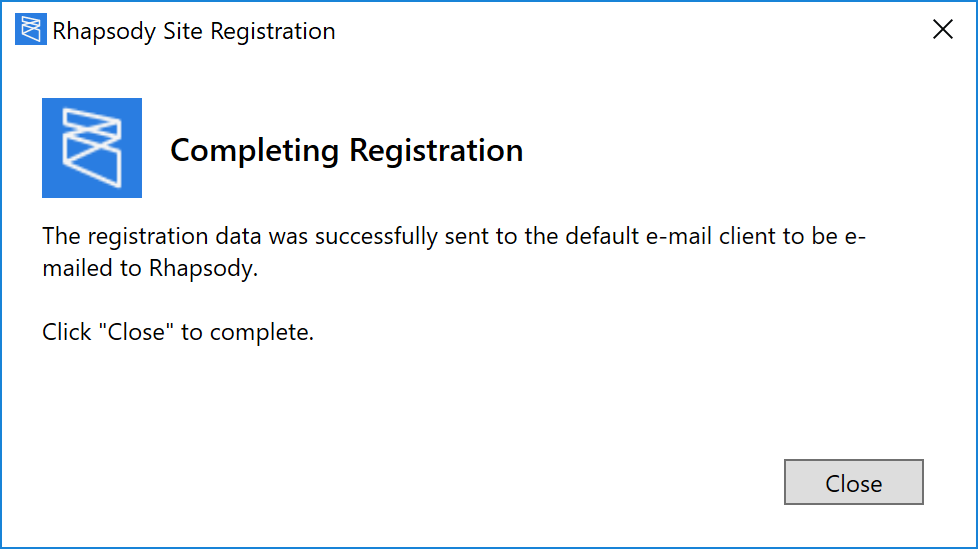 Rhapsody Site Registration
Completing Registration
The registration data was successfully sent to the default e-mail client to be e-
mailed to Rhapsody.
Click "Close" to complete.
Close